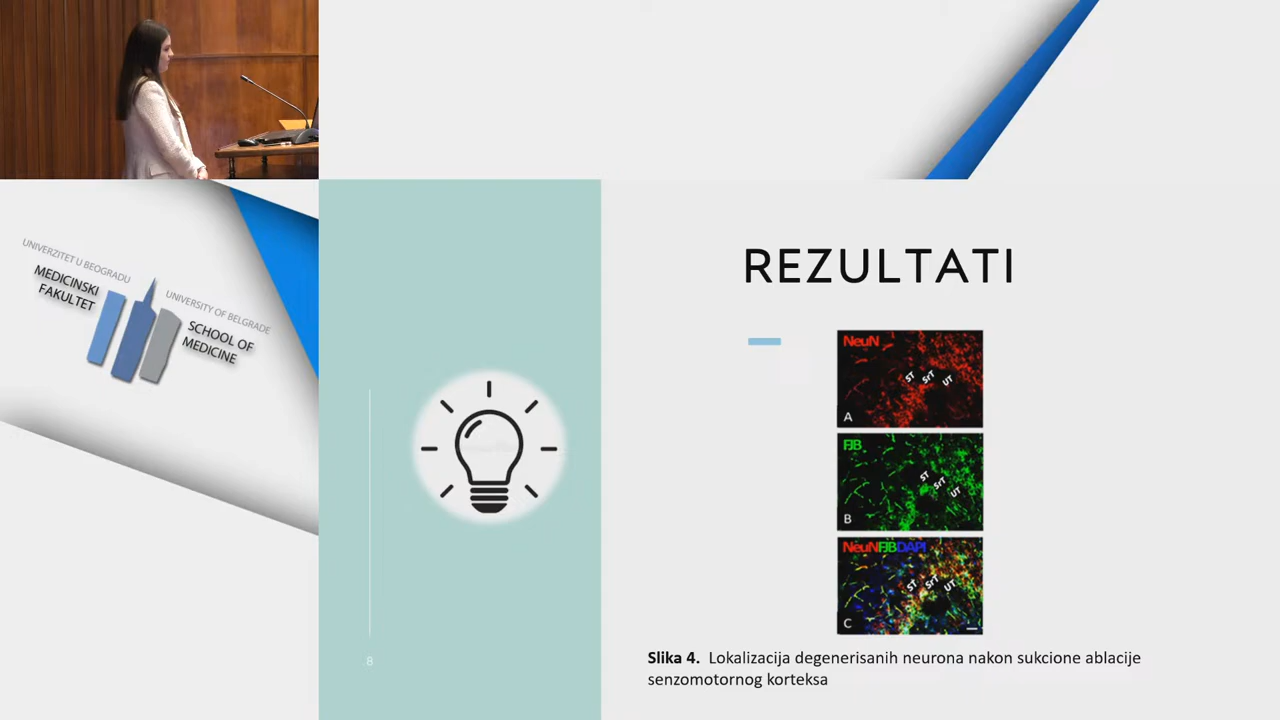 UNIVERZITET U BEOGRADU
MEDICINSKI
FAKULTET
UNIVERSITY OF BELGRADE
SCHOOL OF
MEDICINE
8
REZULTATI
NeuN
ST SrT UT
A
FJB
ST SrT UT
B
NeuNFJBDAPI
ST SrT UT
C
Slika 4. Lokalizacija degenerisanih neurona nakon sukcione ablacije
senzomotornog korteksa